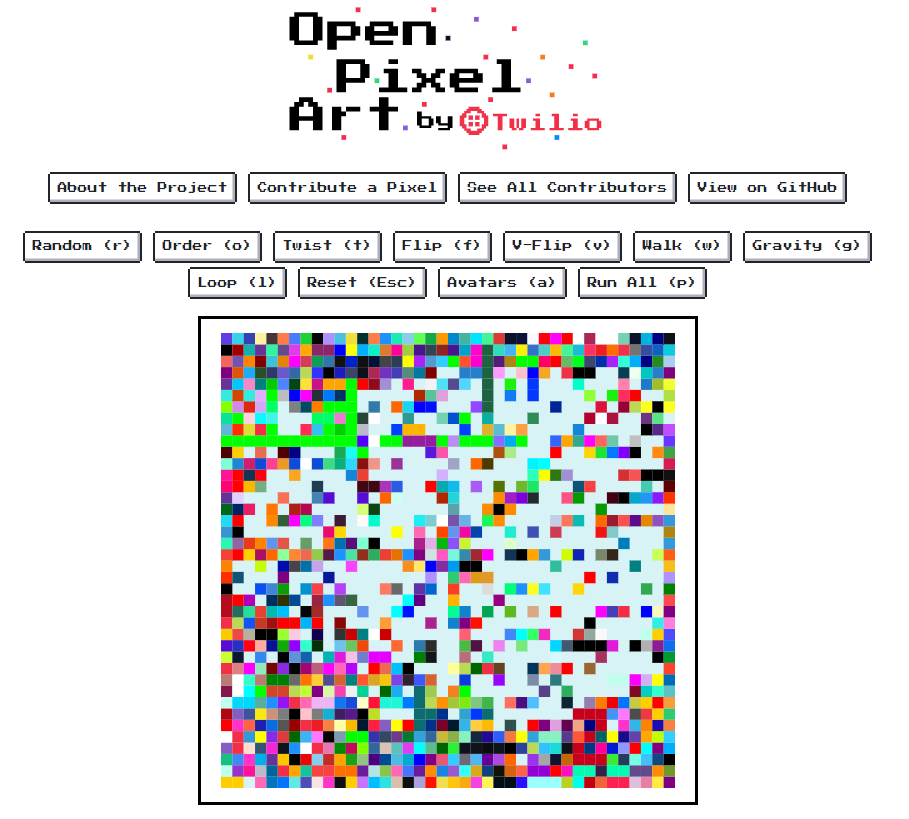 Open
Pixel
Art by Twilio
About the Project Contribute a Pixel See All Contributors View on GitHub
Random (r) Order (o) Twist (t) Flip (f) V-Flip (v) Walk (w) Gravity (g)
Loop (l) Reset (Esc) Avatars (a) Run All (p)